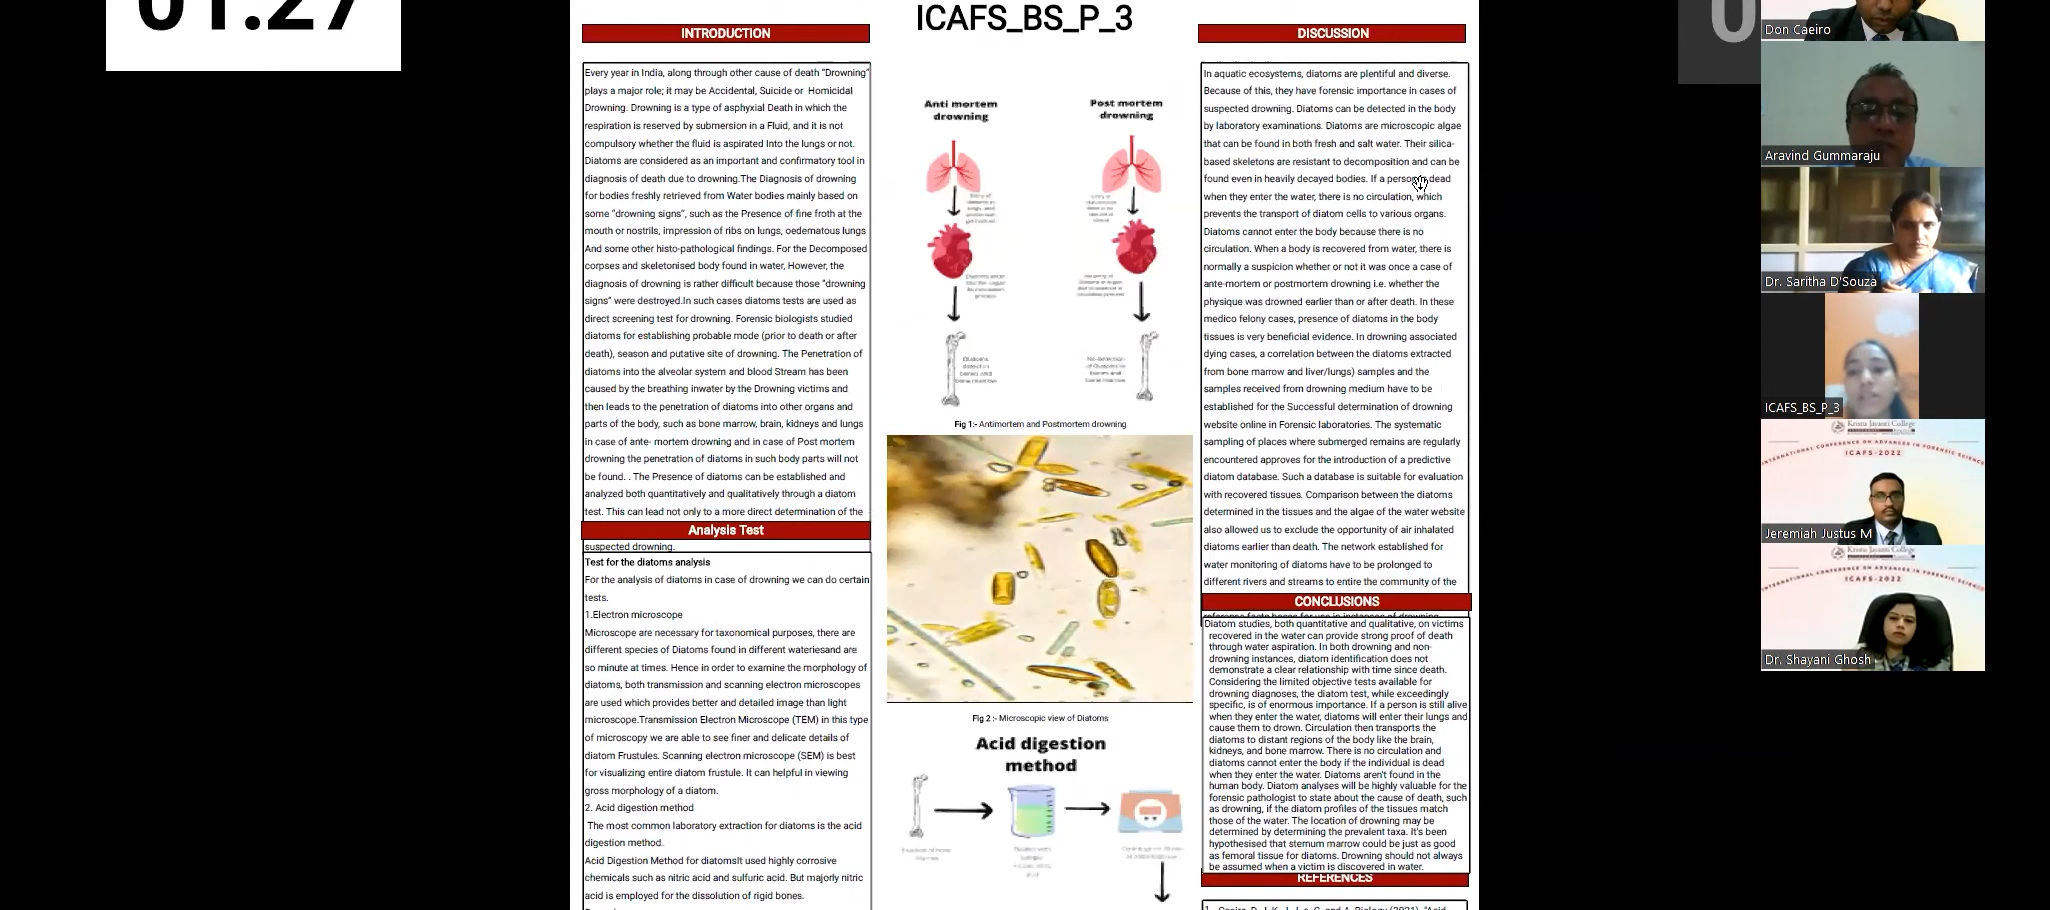 01:27
ICAFS_BS_P_3
INTRODUCTION
Every year in India, along through other cause of death “Drowning”
plays a major role; it may be Accidental, Suicide or Homicidal
Drowning. Drowning is a type of asphyxial Death in which the
respiration is reserved by submersion in a Fluid, and it is not
compulsory whether the fluid is aspirated Into the lungs or not.
Diatoms are considered as an important and confirmatory tool in
diagnosis of death due to drowning.The Diagnosis of drowning
for bodies freshly retrieved from Water bodies mainly based on
some “drowning signs”, such as the Presence of fine froth at the
mouth or nostrils, impression of ribs on lungs, oedematous lungs
And some other histo-pathological findings. For the Decomposed
corpses and skeletonised body found in water, However, the
diagnosis of drowning is rather difficult because those “drowning
signs” were destroyed.In such cases diatoms tests are used as
direct screening test for drowning. Forensic biologists studied
diatoms for establishing probable mode (prior to death or after
death), season and putative site of drowning. The Penetration of
diatoms into the alveolar system and blood Stream has been
caused by the breathing inwater by the Drowning victims and
then leads to the penetration of diatoms into other organs and
parts of the body, such as bone marrow, brain, kidneys and lungs
in case of ante- mortem drowning and in case of Post mortem
drowning the penetration of diatoms in such body parts will not
be found. . The Presence of diatoms can be established and
analyzed both quantitatively and qualitatively through a diatom
test. This can lead not only to a more direct determination of the
Analysis Test
suspected drowning.
Test for the diatoms analysis
For the analysis of diatoms in case of drowning we can do certain
tests.
1.Electron microscope
Microscope are necessary for taxonomical purposes, there are
different species of Diatoms found in different wateriesand are
so minute at times. Hence in order to examine the morphology of
diatoms, both transmission and scanning electron microscopes
are used which provides better and detailed image than light
microscope.Transmission Electron Microscope (TEM) in this type
of microscopy we are able to see finer and delicate details of
diatom Frustules. Scanning electron microscope (SEM) is best
for visualizing entire diatom frustule. It can helpful in viewing
gross morphology of a diatom.
2. Acid digestion method
The most common laboratory extraction for diatoms is the acid
digestion method.
Acid Digestion Method for diatomsIt used highly corrosive
chemicals such as nitric acid and sulfuric acid. But majorly nitric
acid is employed for the dissolution of rigid bones.
Anti mortem
drowning
Post mortem
drowning
Diatoms
detect in
bones and
bone marrow
No detection
of Diatoms in
bones and
bone marrow
Fig 1:- Antimortem and Postmortem drowning
Fig 2 :- Microscopic view of Diatoms
Acid digestion
method
DISCUSSION
In aquatic ecosystems, diatoms are plentiful and diverse.
Because of this, they have forensic importance in cases of
suspected drowning. Diatoms can be detected in the body
by laboratory examinations. Diatoms are microscopic algae
that can be found in both fresh and salt water. Their silica-
based skeletons are resistant to decomposition and can be
found even in heavily decayed bodies. If a person is dead
when they enter the water, there is no circulation, which
prevents the transport of diatom cells to various organs.
Diatoms cannot enter the body because there is no
circulation. When a body is recovered from water, there is
normally a suspicion whether or not it was once a case of
ante-mortem or postmortem drowning i.e. whether the
physique was drowned earlier than or after death. In these
medico felony cases, presence of diatoms in the body
tissues is very beneficial evidence. In drowning associated
dying cases, a correlation between the diatoms extracted
from bone marrow and liver/lungs) samples and the
samples received from drowning medium have to be
established for the Successful determination of drowning
website online in Forensic laboratories. The systematic
sampling of places where submerged remains are regularly
encountered approves for the introduction of a predictive
diatom database. Such a database is suitable for evaluation
with recovered tissues. Comparison between the diatoms
determined in the tissues and the algae of the water website
also allowed us to exclude the opportunity of air inhalated
diatoms earlier than death. The network established for
water monitoring of diatoms have to be prolonged to
different rivers and streams to entire the community of the
CONCLUSIONS
Diatom studies, both quantitative and qualitative, on victims
recovered in the water can provide strong proof of death
through water aspiration. In both drowning and non-
drowning instances, diatom identification does not
demonstrate a clear relationship with time since death.
Considering the limited objective tests available for
drowning diagnoses, the diatom test, while exceedingly
specific, is of enormous importance. If a person is still alive
when they enter the water, diatoms will enter their lungs and
cause them to drown. Circulation then transports the
diatoms to distant regions of the body like the brain,
kidneys, and bone marrow. There is no circulation and
diatoms cannot enter the body if the individual is dead
when they enter the water. Diatoms aren't found in the
human body. Diatom analyses will be highly valuable for the
forensic pathologist to state about the cause of death, such
as drowning, if the diatom profiles of the tissues match
those of the water. The location of drowning may be
determined by determining the prevalent taxa. It's been
hypothesised that sternum marrow could be just as good
as femoral tissue for diatoms. Drowning should not always
be assumed when a victim is discovered in water.
REFERENCES
0
Don Caeiro
Aravind Gummaraju
Dr. Saritha D'Souza
ICAFS_BS_P_3
Kristu Jayanti College
INTERNATIONAL CONFERENCE ON ADVANCES IN FORENSIC SCIENCE
ICAFS-2022
Jeremiah Justus M
Kristu Jayanti College
INTERNATIONAL CONFERENCE ON ADVANCES IN FORENSIC SCIENCE
ICAFS-2022
Dr. Shayani Ghosh